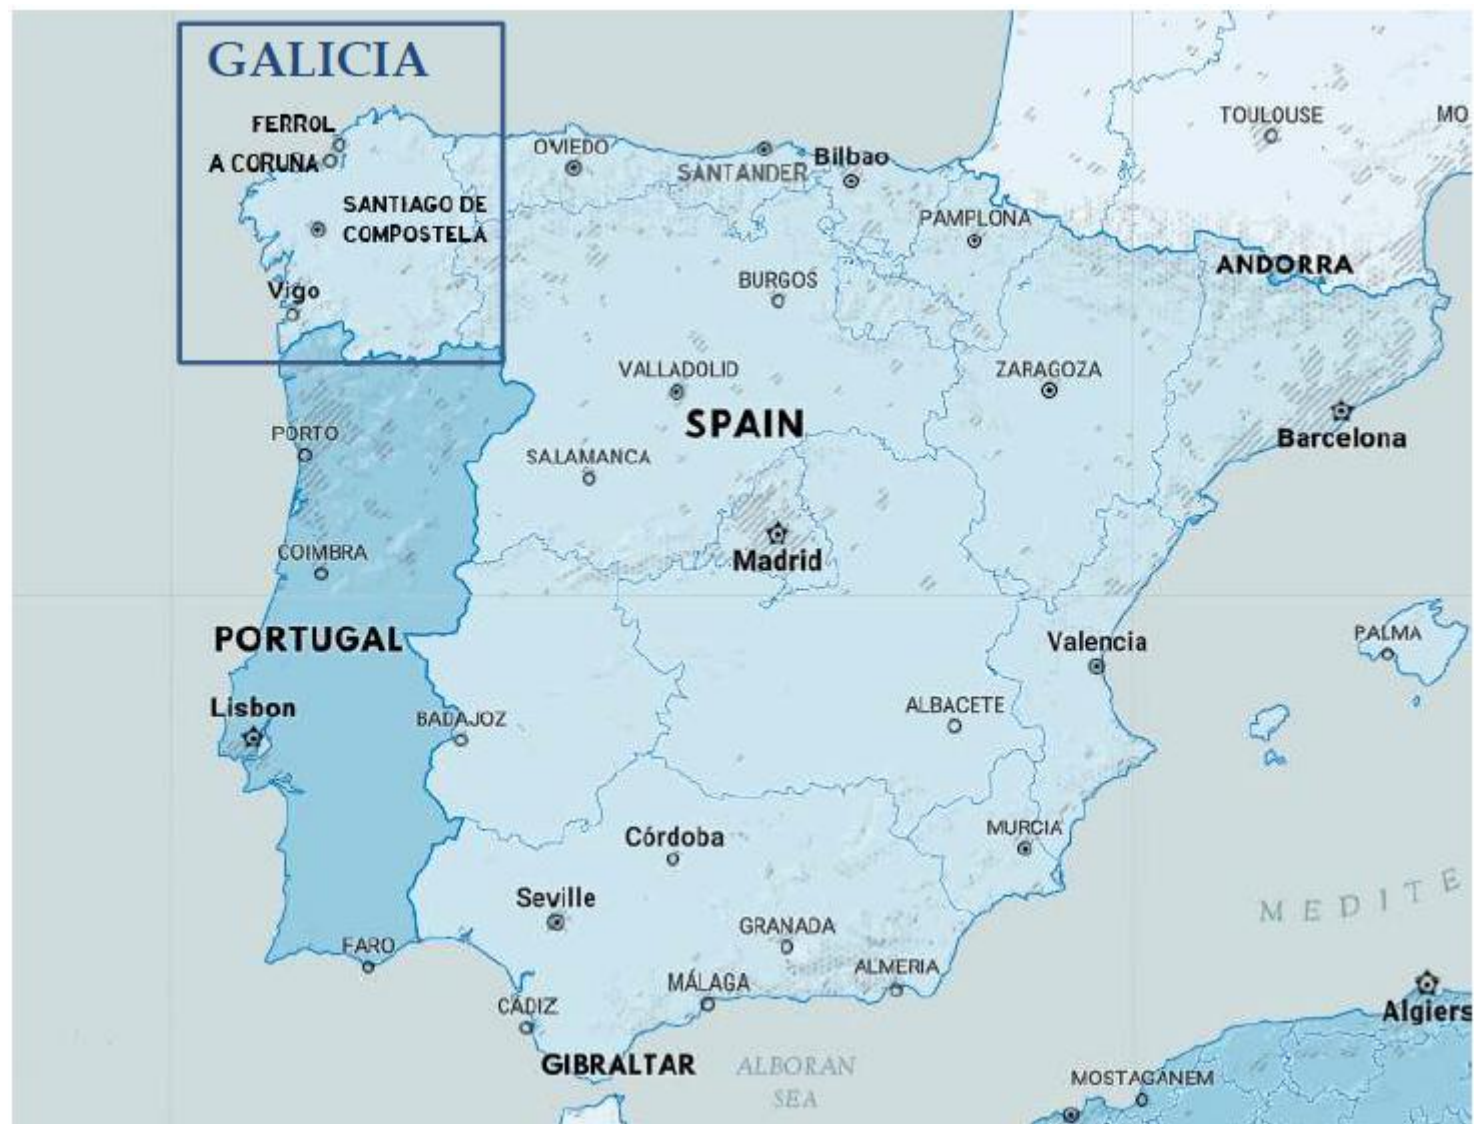 GALICIA
FERROL
A CORUNA
SANTIAGO DE
COMPOSTELA
Vigo
OVIEDO
SANTANDER
Bilbao
TOULOUSE
MO
PAMPLONA
ANDORRA
BURGOS
VALLADOLID
ZARAGOZA
SPAIN
Barcelona
PORTO
SALAMANCA
Madrid
COIMBRA
PORTUGAL
Valencia
PALMA
Lisbon
BADAJOZ
ALBACETE
Córdoba
MURCIA
Seville
MEDITE
GRANADA
FARO
ALMERIA
MÁLAGA
CÁDIZ
Algiers
GIBRALTAR
ALBORAN
SEA
MOSTAGANEM